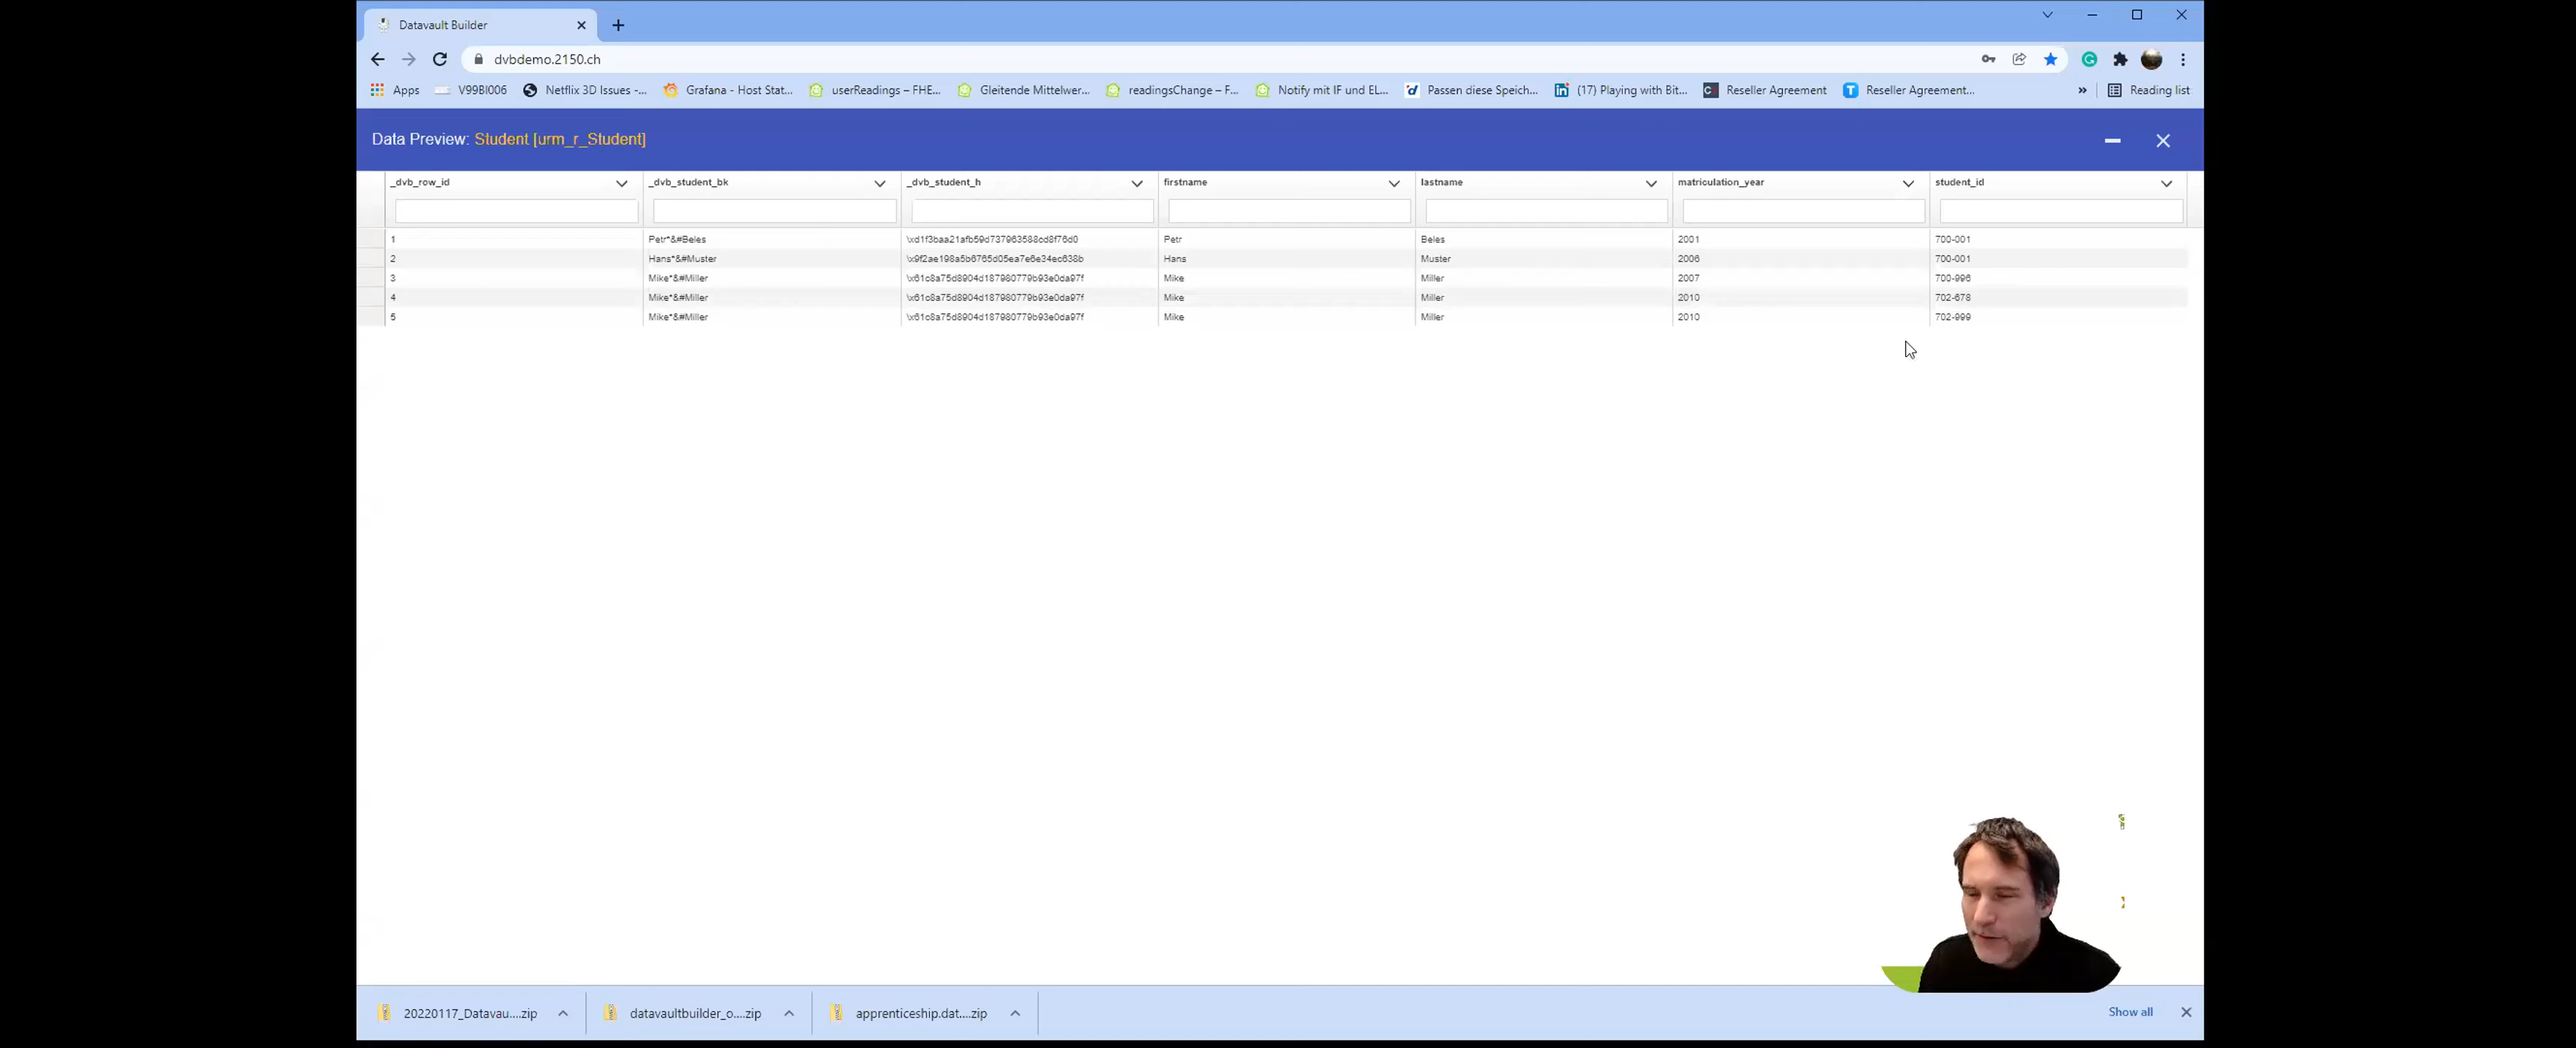 Datavault Builder
dvbdemo.2150.ch
Apps V99BI006 Netflix 3D Issues -... Grafana - Host Stat... userReadings – FHE... Gleitende Mittelwer... readingsChange – F... Notify mit IF und EL... Passen diese Speich... (17) Playing with Bit... Reseller Agreement Reseller Agreement... » Reading list
Data Preview: Student [urm_r_Student]
_dvb_row_id _dvb_student_bk _dvb_student_h firstname lastname matriculation_year student_id
1 Petr*&#Beles \xd1f3baa21afb59d737963588cd8f76d0 Petr Beles 2001 700-001
2 Hans*&#Muster \x9f2ae198a5b6765d05ea7e6e34ec638b Hans Muster 2006 700-001
3 Mike*&#Miller \x61c8a75d8904d187980779b93e0da97f Mike Miller 2007 700-996
4 Mike*&#Miller \x61c8a75d8904d187980779b93e0da97f Mike Miller 2010 702-678
5 Mike*&#Miller \x61c8a75d8904d187980779b93e0da97f Mike Miller 2010 702-999
20220117_Datavau....zip datavaultbuilder_o....zip apprenticeship.dat....zip Show all